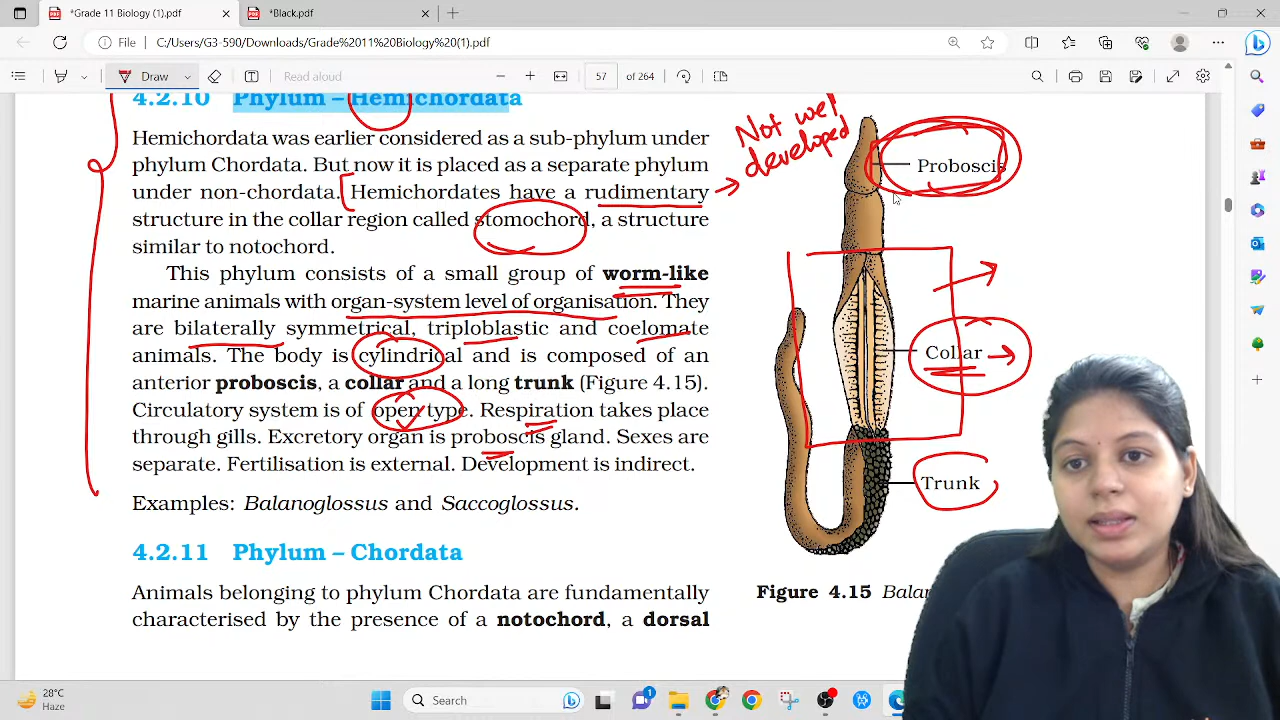 *Grade 11 Biology (1).pdf
*Black.pdf
File
C:/Users/G3-590/Downloads/Grade%2011%20Biology%20(1).pdf
Draw
Read aloud
57
of 264
4.2.10 Phylum – Hemichordata
Hemichordata was earlier considered as a sub-phylum under
phylum Chordata. But now it is placed as a separate phylum
under non-chordata. Hemichordates have a rudimentary
structure in the collar region called stomochord, a structure
similar to notochord.
This phylum consists of a small group of worm-like
marine animals with organ-system level of organisation. They
are bilaterally symmetrical, triploblastic and coelomate
animals. The body is cylindrical and is composed of an
anterior proboscis, a collar and a long trunk (Figure 4.15).
Circulatory system is of open type. Respiration takes place
through gills. Excretory organ is proboscis gland. Sexes are
separate. Fertilisation is external. Development is indirect.
Examples: Balanoglossus and Saccoglossus.
4.2.11 Phylum – Chordata
Animals belonging to phylum Chordata are fundamentally
characterised by the presence of a notochord, a dorsal
Not wel
developed
Proboscis
Collar
Trunk
Figure 4.15 Balan
28°C
Haze
Search
1